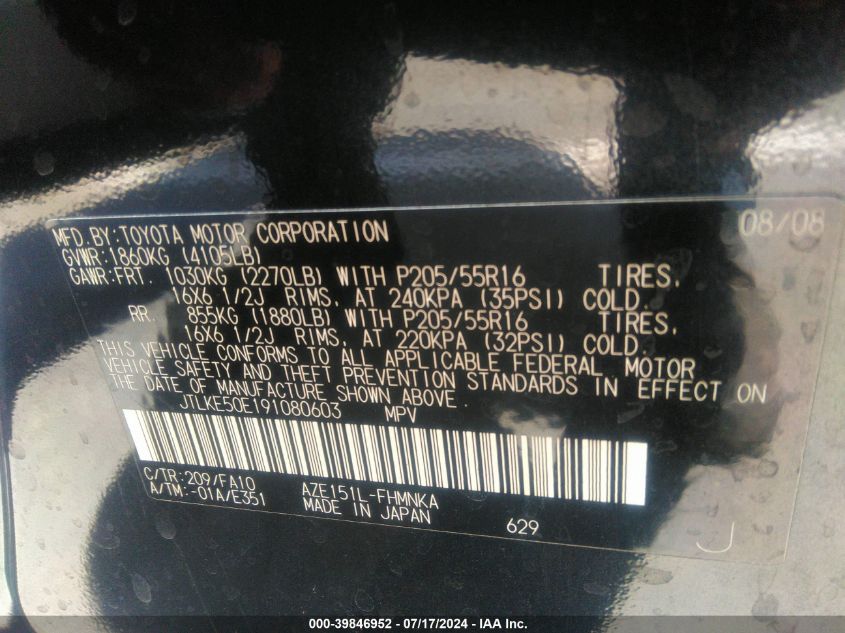 08/08
MFD.BY:TOYOTA MOTOR CORPORATION
GVWR:1860KG (4105LB)
GAWR:FRT. 1030KG (2270LB) WITH P205/55R16 TIRES,
16X6 1/2J RIMS, AT 240KPA (35PSI) COLD.
RR. 855KG (1880LB) WITH P205/55R16 TIRES,
16X6 1/2J RIMS, AT 220KPA (32PSI) COLD.
THIS VEHICLE CONFORMS TO ALL APPLICABLE FEDERAL MOTOR
VEHICLE SAFETY AND THEFT PREVENTION STANDARDS IN EFFECT ON
THE DATE OF MANUFACTURE SHOWN ABOVE.
JTLKE50E191080603 MPV
C/TR:209/FA10 AZE151L-FHMNKA
A/TM:-01A/E351 MADE IN JAPAN 629
J
000-39846952 - 07/17/2024 - IAA Inc.